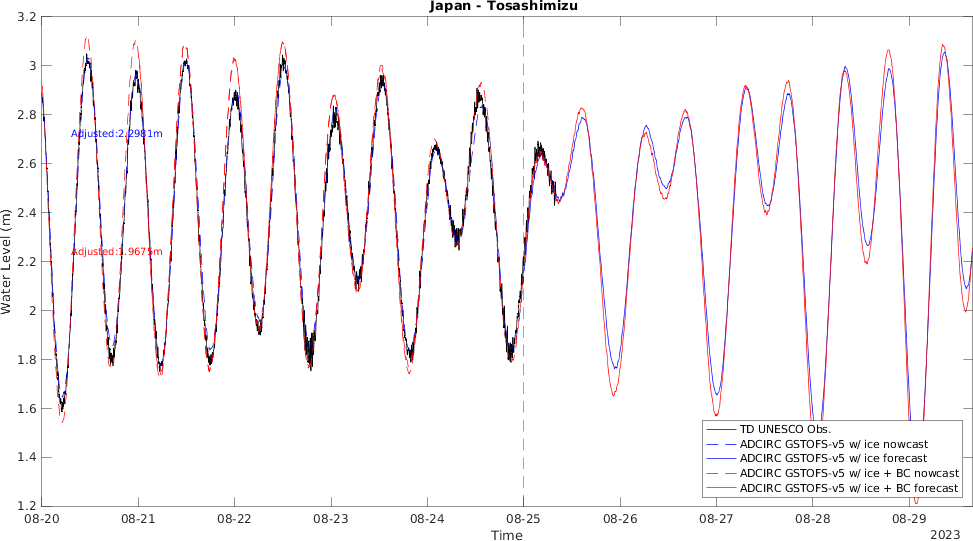 Japan - Tosashimizu
Water Level (m)
3.2
3
2.8
2.6
2.4
2.2
2
1.8
1.6
1.4
1.2
Adjusted:2.2981m
Adjusted:1.9675m
TD UNESCO Obs.
ADCIRC GSTOFS-v5 w/ ice nowcast
ADCIRC GSTOFS-v5 w/ ice forecast
ADCIRC GSTOFS-v5 w/ ice + BC nowcast
ADCIRC GSTOFS-v5 w/ ice + BC forecast
08-20 08-21 08-22 08-23 08-24 08-25 08-26 08-27 08-28 08-29
Time
2023